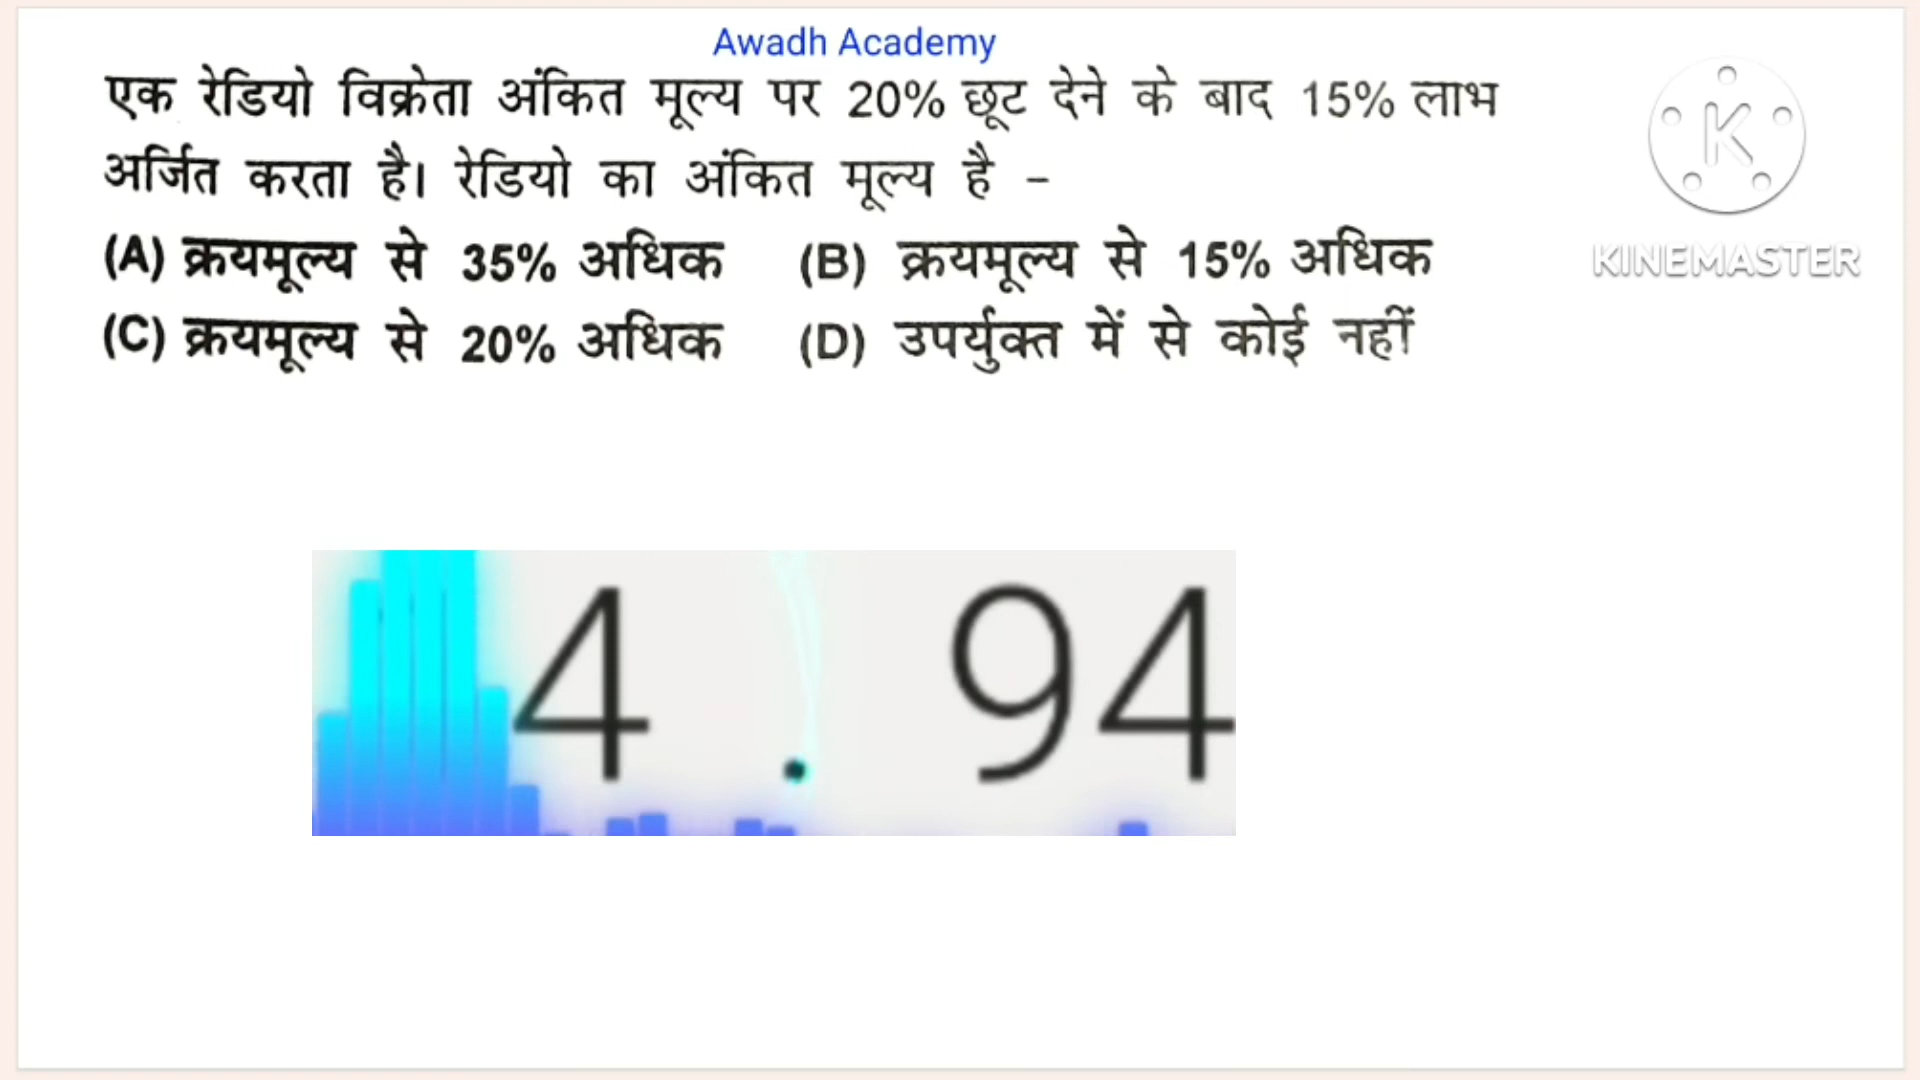 Awadh Academy
एक रेडियो विक्रेता अंकित मूल्य पर 20% छूट देने के बाद 15% लाभ
अर्जित करता है। रेडियो का अंकित मूल्य है –
(A) क्रयमूल्य से 35% अधिक (B) क्रयमूल्य से 15% अधिक
(C) क्रयमूल्य से 20% अधिक (D) उपर्युक्त में से कोई नहीं
K
KINEMASTER
4 . 94